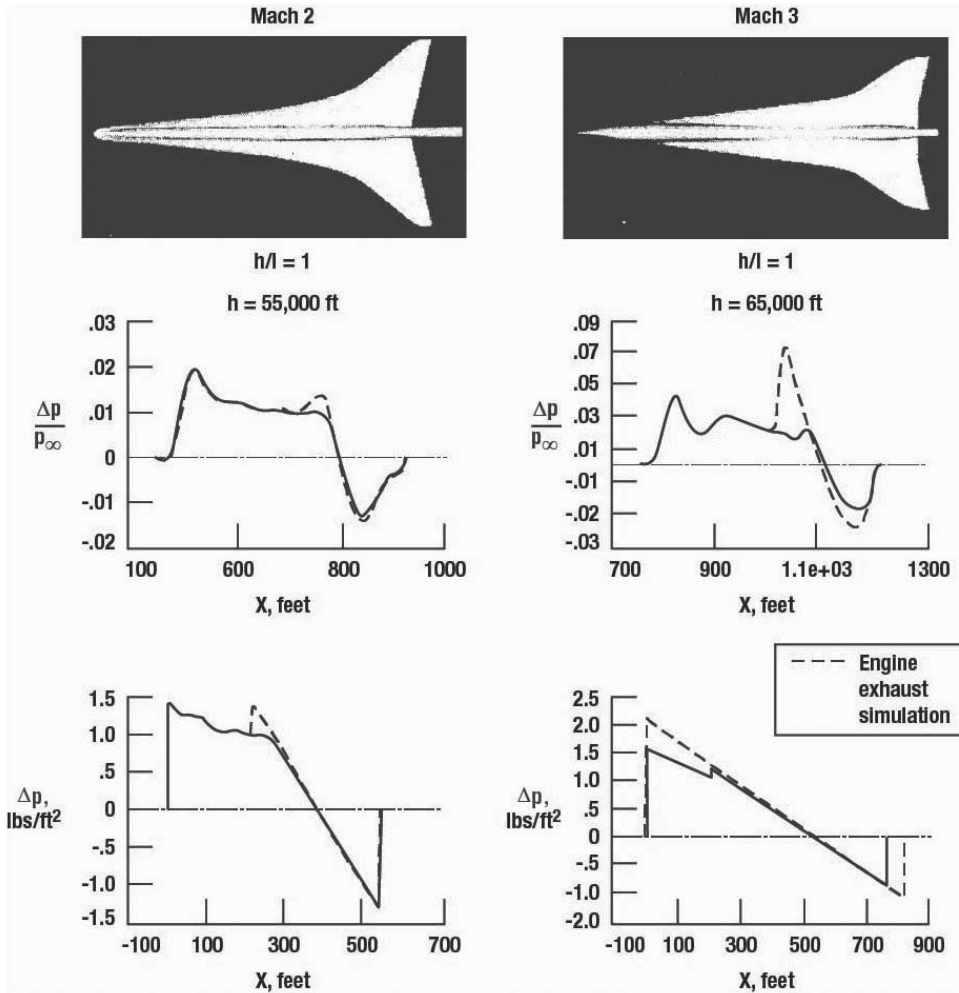 Mach 2
Mach 3
h/l = 1
h/l = 1
h = 55,000 ft
h = 65,000 ft
.03
.02
.01
0
-.01
-.02
Δp
p∞
100 600 800 1000
X, feet
.09
.07
.05
.03
.01
-.01
-.02
-.03
Δp
p∞
700 900 1.1e+03 1300
X, feet
Engine
exhaust
simulation
1.5
1.0
.5
0
-.5
-1.0
-1.5
Δp,
lbs/ft²
-100 100 300 500 700
X, feet
2.5
2.0
1.5
1.0
.5
0
-.5
-1.0
-2.0
Δp,
lbs/ft²
-100 100 300 500 700 900
X, feet